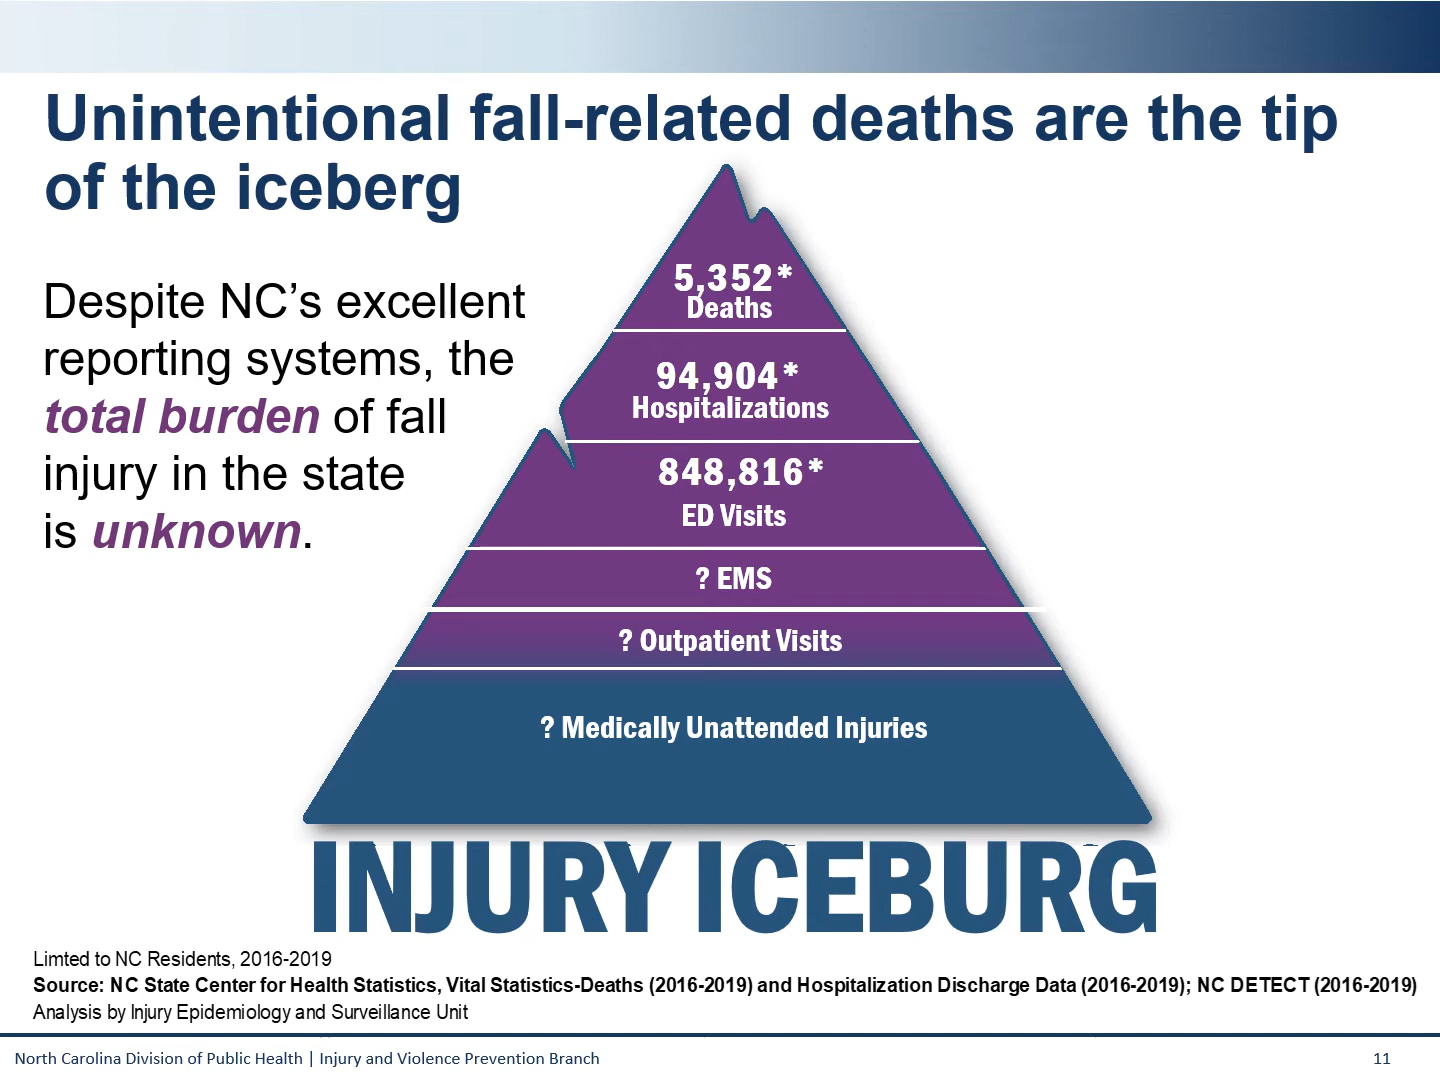 Unintentional fall-related deaths are the tip
of the iceberg
Despite NC’s excellent
reporting systems, the
total burden of fall
injury in the state
is unknown.
5,352*
Deaths
94,904*
Hospitalizations
848,816*
ED Visits
? EMS
? Outpatient Visits
? Medically Unattended Injuries
INJURY ICEBURG
Limted to NC Residents, 2016-2019
Source: NC State Center for Health Statistics, Vital Statistics-Deaths (2016-2019) and Hospitalization Discharge Data (2016-2019); NC DETECT (2016-2019)
Analysis by Injury Epidemiology and Surveillance Unit
North Carolina Division of Public Health | Injury and Violence Prevention Branch
11